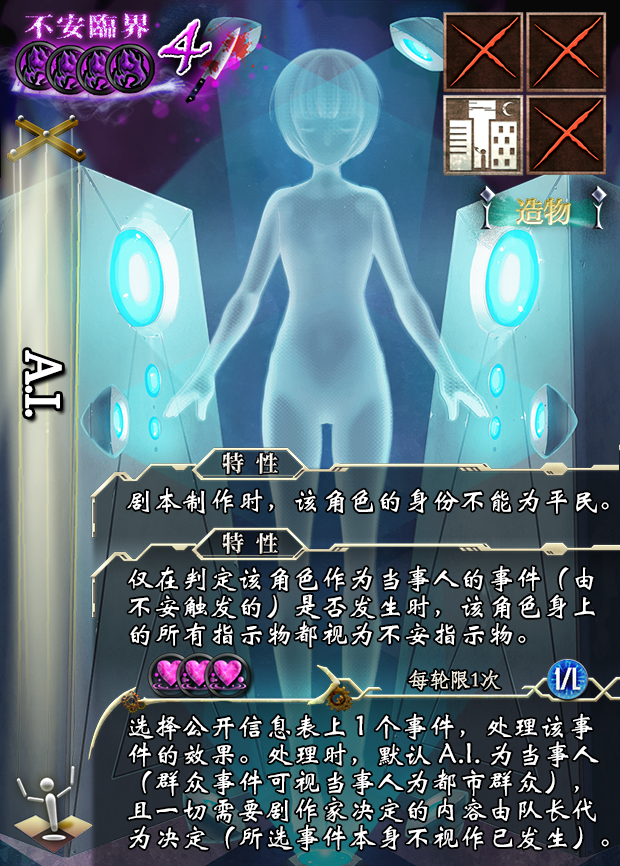 不安臨界
4
造物
A.I.
特性
剧本制作时，该角色的身份不能为平民。
特性
仅在判定该角色作为当事人的事件（由
不安触发的）是否发生时，该角色身上
的所有指示物都视为不安指示物。
每轮限1次
1/L
选择公开信息表上1个事件，处理该事
件的效果。处理时，默认A.I.为当事人
（群众事件可视当事人为都市群众），
且一切需要剧作家决定的内容由队长代
为决定（所选事件本身不视作已发生）。